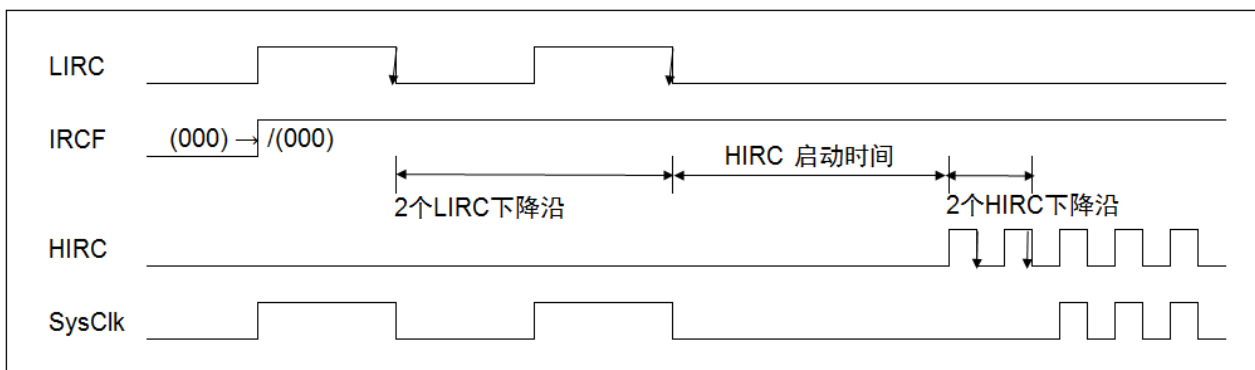 LIRC
IRCF
(000) → /(000)
HIRC 启动时间
2个LIRC下降沿
2个HIRC下降沿
HIRC
SysClk